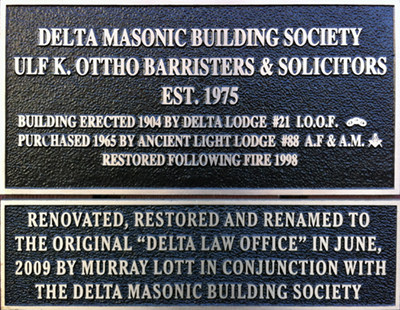 DELTA MASONIC BUILDING SOCIETY
ULF K. OTTHO BARRISTERS & SOLICITORS
EST. 1975
BUILDING ERECTED 1904 BY DELTA LODGE #21 I.O.O.F.
PURCHASED 1965 BY ANCIENT LIGHT LODGE #88 A.F & A.M.
RESTORED FOLLOWING FIRE 1998
RENOVATED, RESTORED AND RENAMED TO
THE ORIGINAL “DELTA LAW OFFICE” IN JUNE,
2009 BY MURRAY LOTT IN CONJUNCTION WITH
THE DELTA MASONIC BUILDING SOCIETY